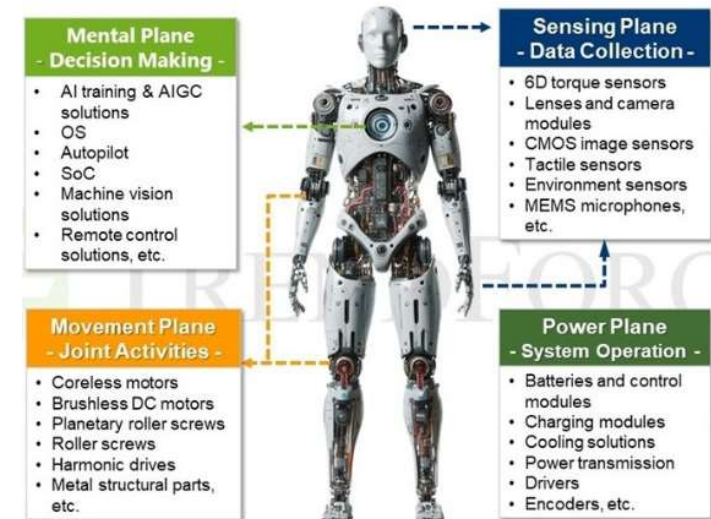 Mental Plane
- Decision Making -
• AI training & AIGC
solutions
• OS
• Autopilot
• SoC
• Machine vision
solutions
• Remote control
solutions, etc.
Sensing Plane
- Data Collection -
• 6D torque sensors
• Lenses and camera
modules
• CMOS image sensors
• Tactile sensors
• Environment sensors
• MEMS microphones,
etc.
TRENDFORC
Movement Plane
- Joint Activities -
• Coreless motors
• Brushless DC motors
• Planetary roller screws
• Roller screws
• Harmonic drives
• Metal structural parts,
etc.
Power Plane
- System Operation -
• Batteries and control
modules
• Charging modules
• Cooling solutions
• Power transmission
• Drivers
• Encoders, etc.